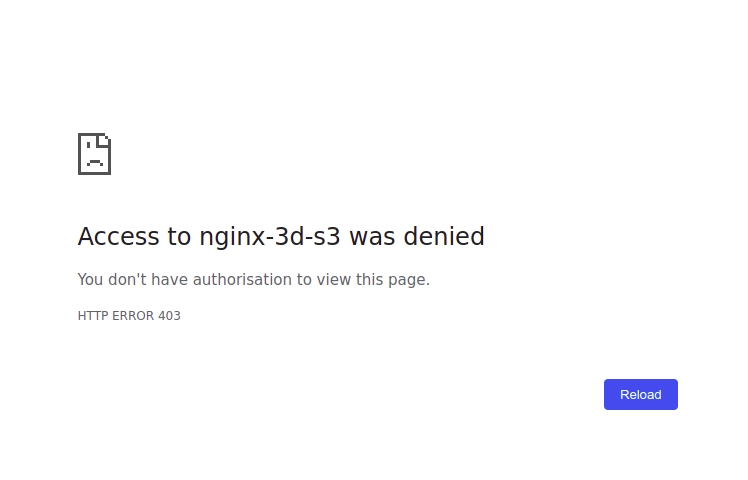 Access to nginx-3d-s3 was denied
You don't have authorisation to view this page.
HTTP ERROR 403
Reload